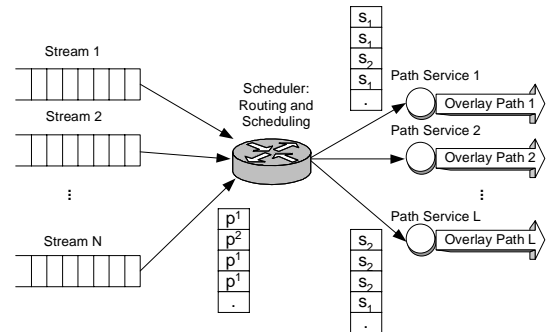 Stream 1
Stream 2
...
Stream N
Scheduler:
Routing and
Scheduling
p¹
p²
p¹
p¹
.
s₁
s₁
s₂
s₁
.
s₂
s₂
s₂
s₁
.
Path Service 1
Overlay Path 1
Path Service 2
Overlay Path 2
...
Path Service L
Overlay Path L